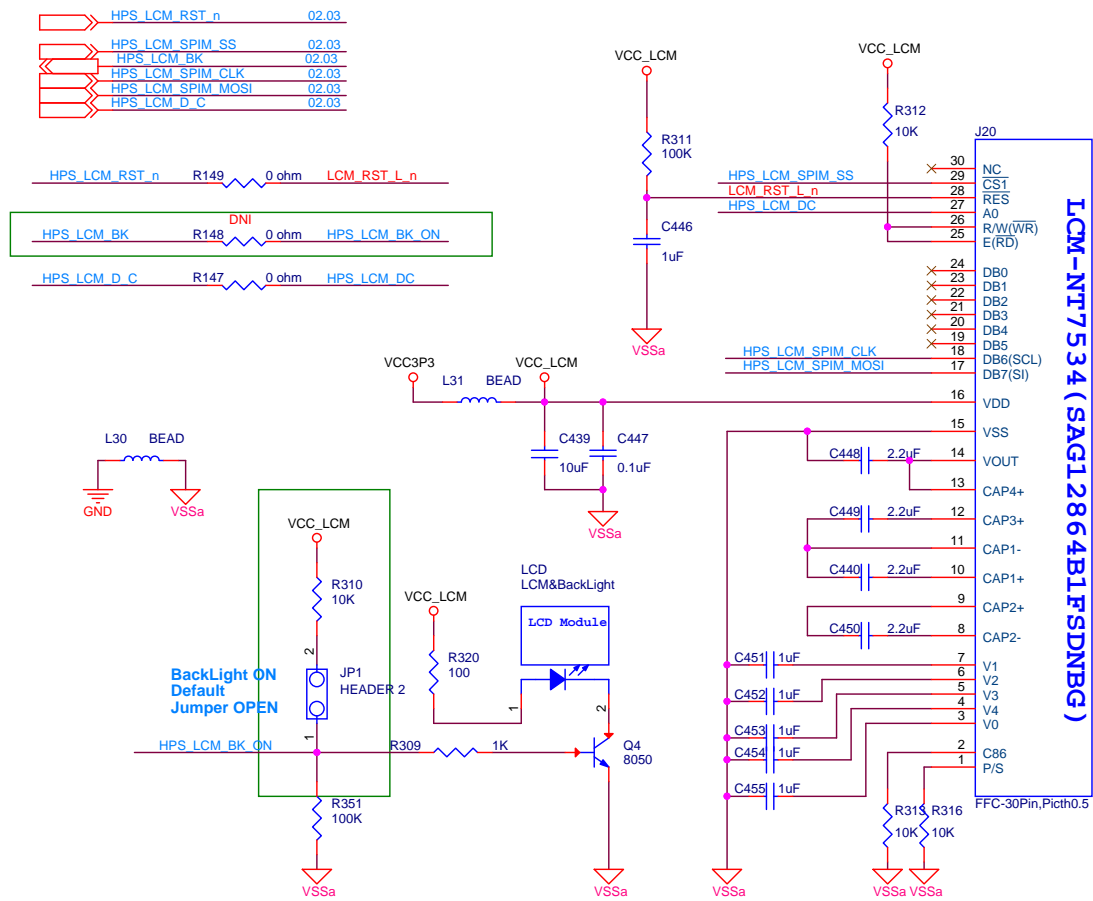 HPS_LCM_RST_n 02.03
HPS_LCM_SPIM_SS 02.03
HPS_LCM_BK 02.03
HPS_LCM_SPIM_CLK 02.03
HPS_LCM_SPIM_MOSI 02.03
HPS_LCM_D_C 02.03
HPS_LCM_RST_n R149 0 ohm LCM_RST_L_n
DNI
HPS_LCM_BK R148 0 ohm HPS_LCM_BK_ON
HPS_LCM_D_C R147 0 ohm HPS_LCM_DC
VCC_LCM
R311
100K
C446
1uF
VSSa
VCC_LCM
R312
10K
HPS_LCM_SPIM_SS
LCM_RST_L_n
HPS_LCM_DC
HPS_LCM_SPIM_CLK
HPS_LCM_SPIM_MOSI
J20
30 NC
29 CS1
28 RES
27 A0
26 R/W(WR)
25 E(RD)
24 DB0
23 DB1
22 DB2
21 DB3
20 DB4
19 DB5
18 DB6(SCL)
17 DB7(SI)
16 VDD
15 VSS
14 VOUT
13 CAP4+
12 CAP3+
11 CAP1-
10 CAP1+
9 CAP2+
8 CAP2-
7 V1
6 V2
5 V3
4 V4
3 V0
2 C86
1 P/S
FFC-30Pin,Picth0.5
LCM-NT7534(SAG12864B1FSDNBG)
VCC3P3
L31 BEAD
VCC_LCM
C439
10uF
C447
0.1uF
VSSa
L30 BEAD
GND
VSSa
C448 2.2uF
C449 2.2uF
C440 2.2uF
C450 2.2uF
C451 1uF
C452 1uF
C453 1uF
C454 1uF
C455 1uF
VSSa
R313
10K
R316
10K
VSSa
VSSa
VCC_LCM
R310
10K
2
JP1
HEADER 2
1
BackLight ON
Default
Jumper OPEN
HPS_LCM_BK_ON
R351
100K
VSSa
VCC_LCM
R320
100
LCD
LCM&BackLight
LCD Module
1
2
R309 1K
Q4
8050
VSSa